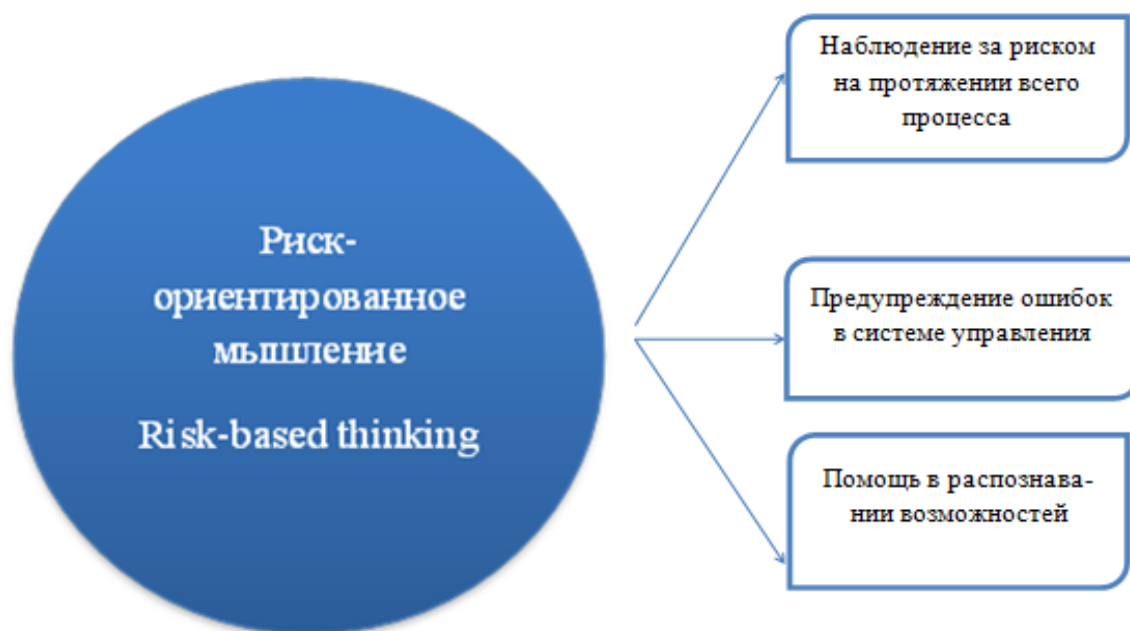 Риск-
ориентированное
мышление
Risk-based thinking
Наблюдение за риском
на протяжении всего
процесса
Предупреждение ошибок
в системе управления
Помощь в распознава-
нии возможностей